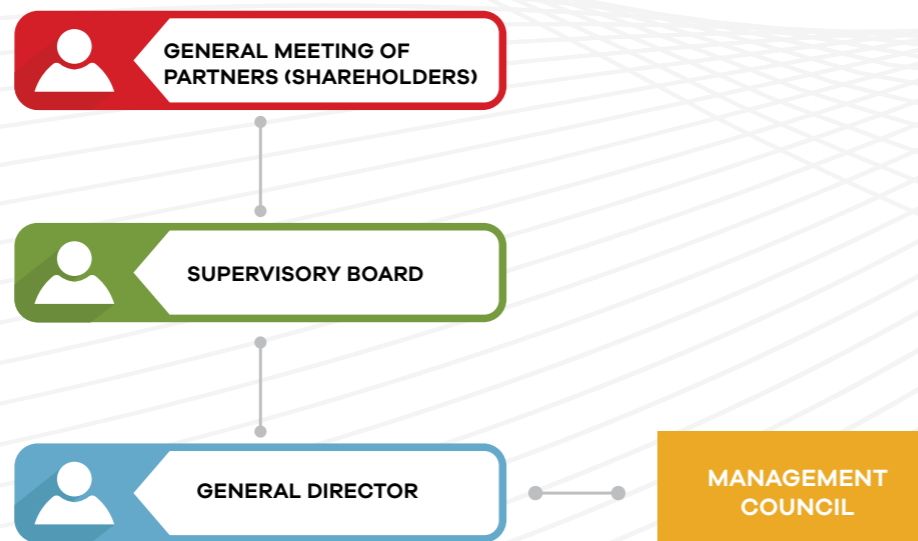 GENERAL MEETING OF
PARTNERS (SHAREHOLDERS)
SUPERVISORY BOARD
GENERAL DIRECTOR
MANAGEMENT
COUNCIL